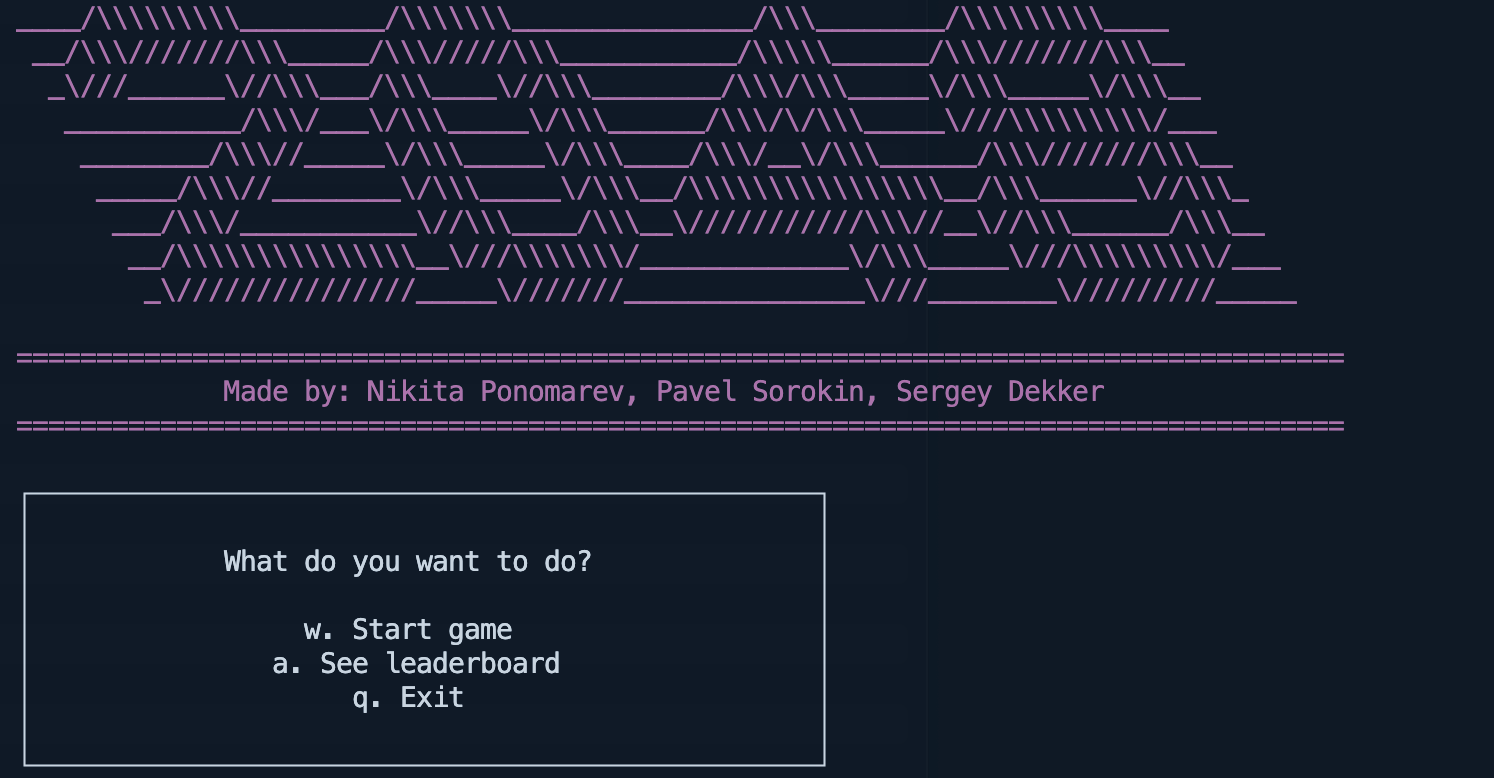 2048
===================================================================================
Made by: Nikita Ponomarev, Pavel Sorokin, Sergey Dekker
===================================================================================
What do you want to do?
w. Start game
a. See leaderboard
q. Exit